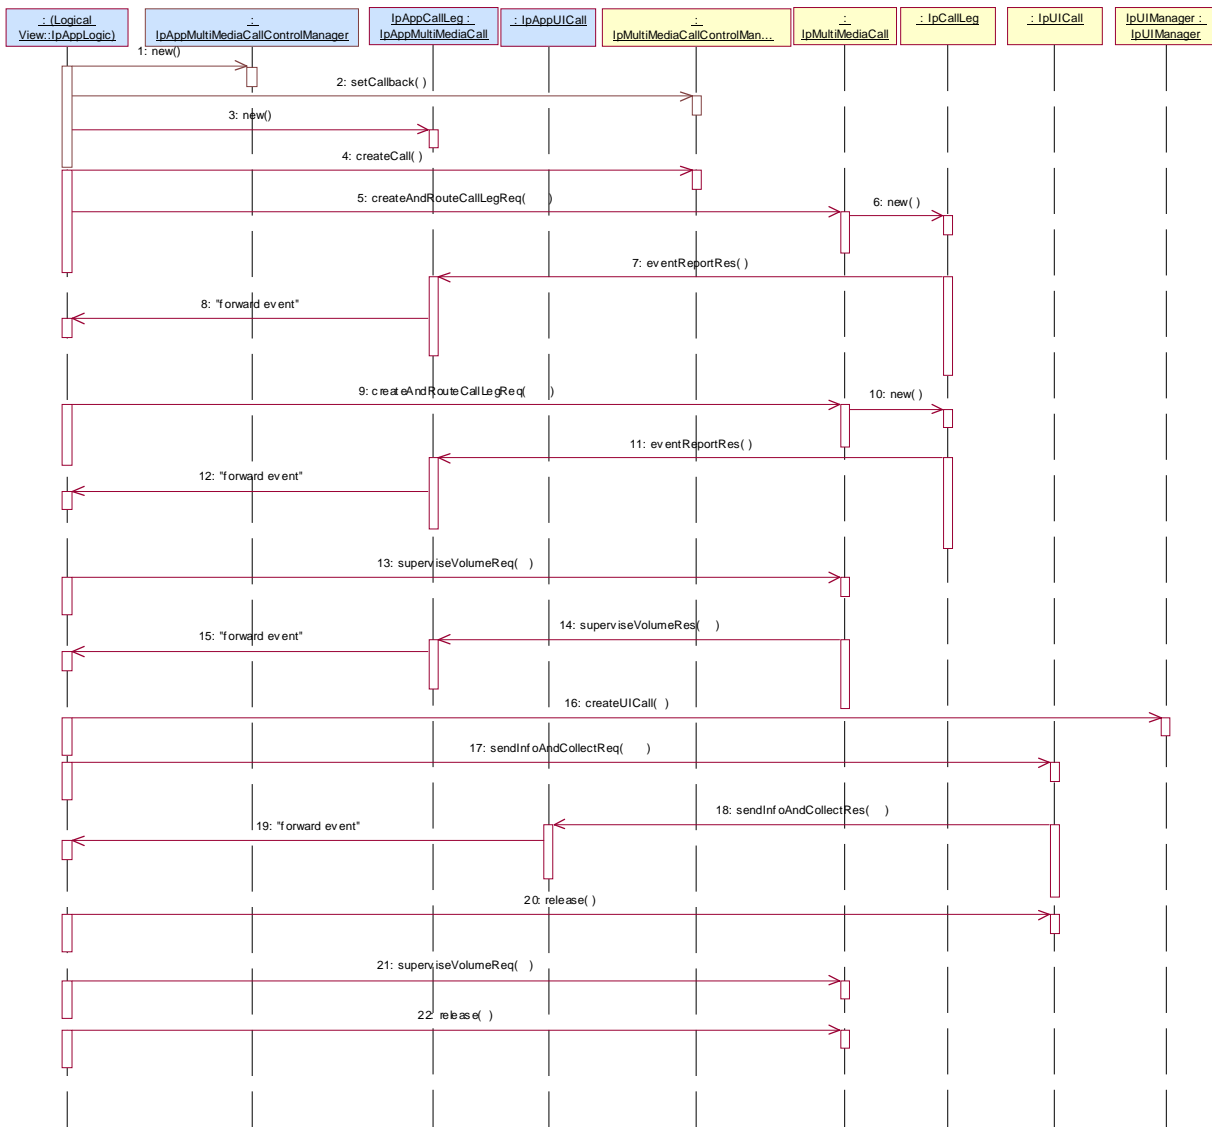 : (Logical
View::IpAppLogic)
:
IpAppMultiMediaCallControlManager
IpAppCallLeg :
IpAppMultiMediaCall
: IpAppUICall
:
IpMultiMediaCallControlMan...
:
IpMultiMediaCall
: IpCallLeg
: IpUICall
IpUIManager :
IpUIManager
1: new()
2: setCallback( )
3: new()
4: createCall( )
5: createAndRouteCallLegReq( )
6: new( )
7: eventReportRes( )
8: "forward event"
9: createAndRouteCallLegReq( )
10: new( )
11: eventReportRes( )
12: "forward event"
13: superviseVolumeReq( )
14: superviseVolumeRes( )
15: "forward event"
16: createUICall( )
17: sendInfoAndCollectReq( )
18: sendInfoAndCollectRes( )
19: "forward event"
20: release( )
21: superviseVolumeReq( )
22: release( )